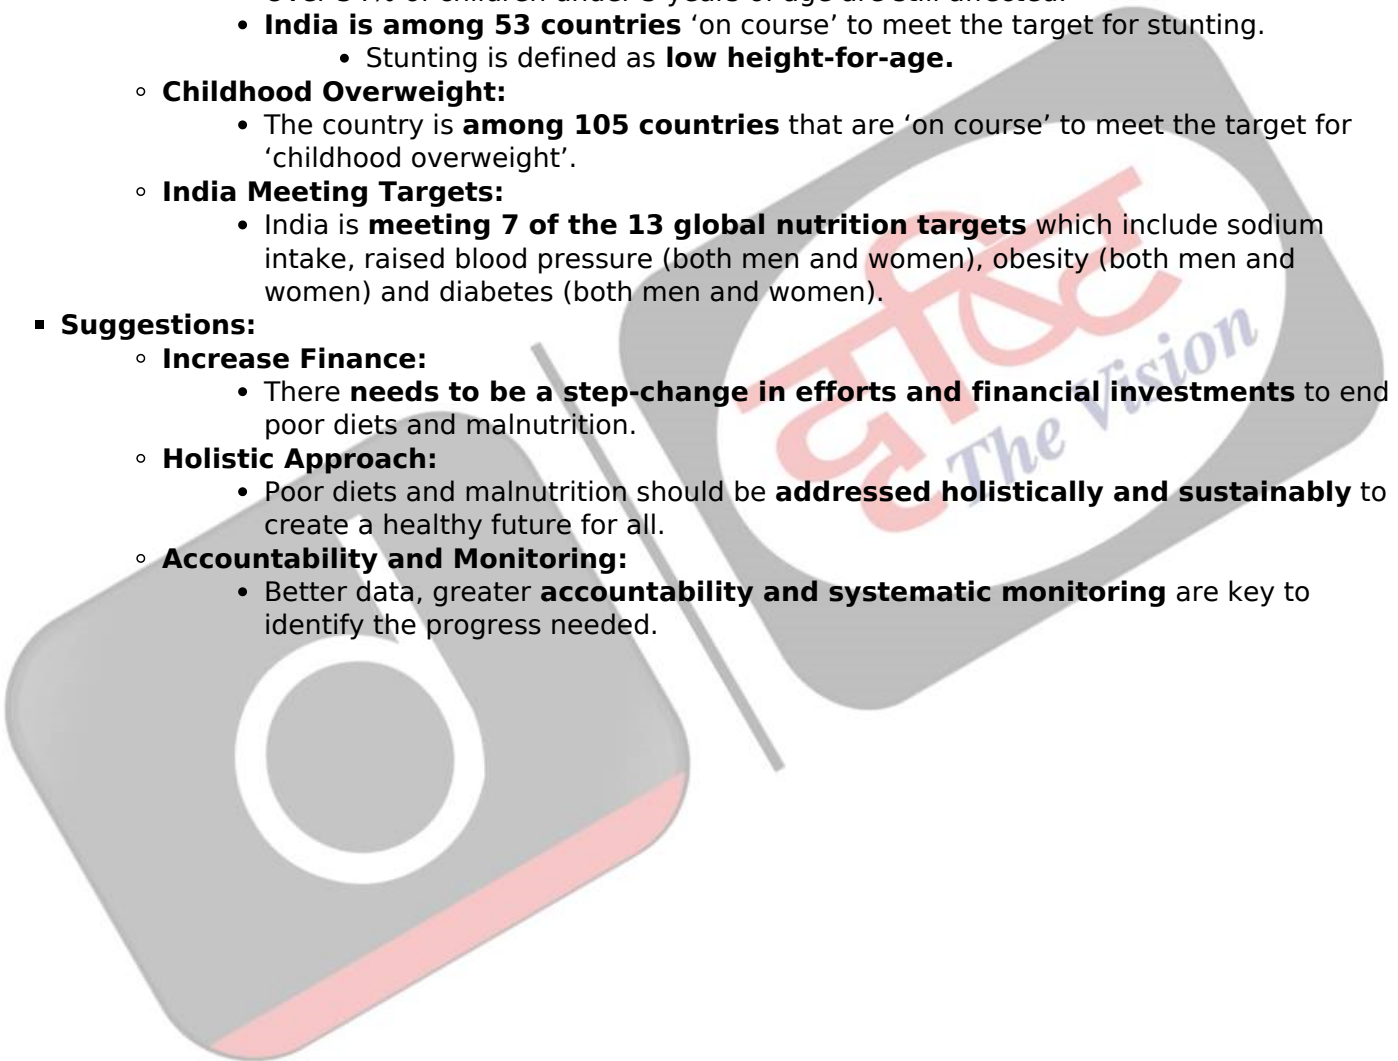 • India is among 53 countries ‘on course’ to meet the target for stunting.
• Stunting is defined as low height-for-age.
◦ Childhood Overweight:
• The country is among 105 countries that are ‘on course’ to meet the target for
‘childhood overweight’.
◦ India Meeting Targets:
• India is meeting 7 of the 13 global nutrition targets which include sodium
intake, raised blood pressure (both men and women), obesity (both men and
women) and diabetes (both men and women).
▪ Suggestions:
◦ Increase Finance:
• There needs to be a step-change in efforts and financial investments to end
poor diets and malnutrition.
◦ Holistic Approach:
• Poor diets and malnutrition should be addressed holistically and sustainably to
create a healthy future for all.
◦ Accountability and Monitoring:
• Better data, greater accountability and systematic monitoring are key to
identify the progress needed.
दृष्टि
The Vision